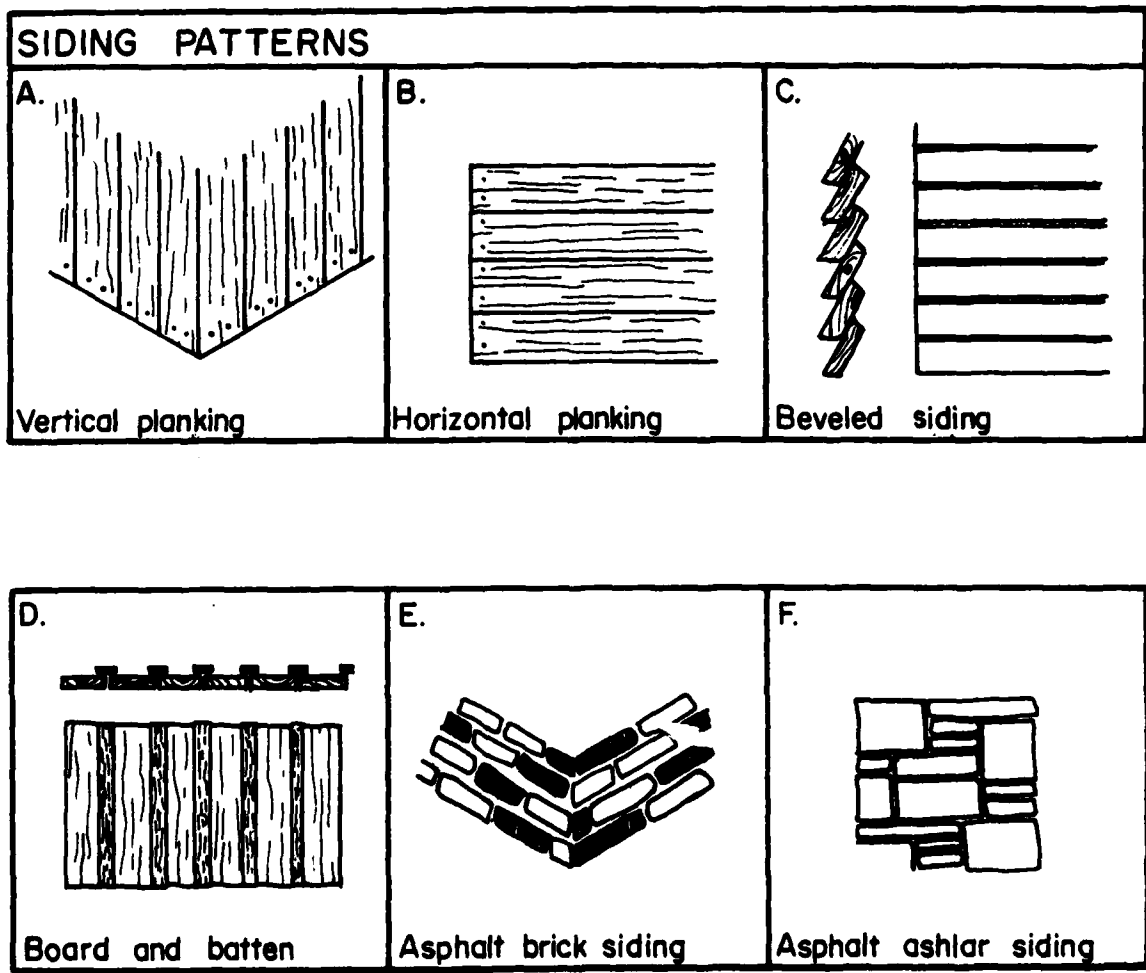 SIDING PATTERNS
A.
B.
C.
Vertical planking
Horizontal planking
Beveled siding
D.
E.
F.
Board and batten
Asphalt brick siding
Asphalt ashlar siding